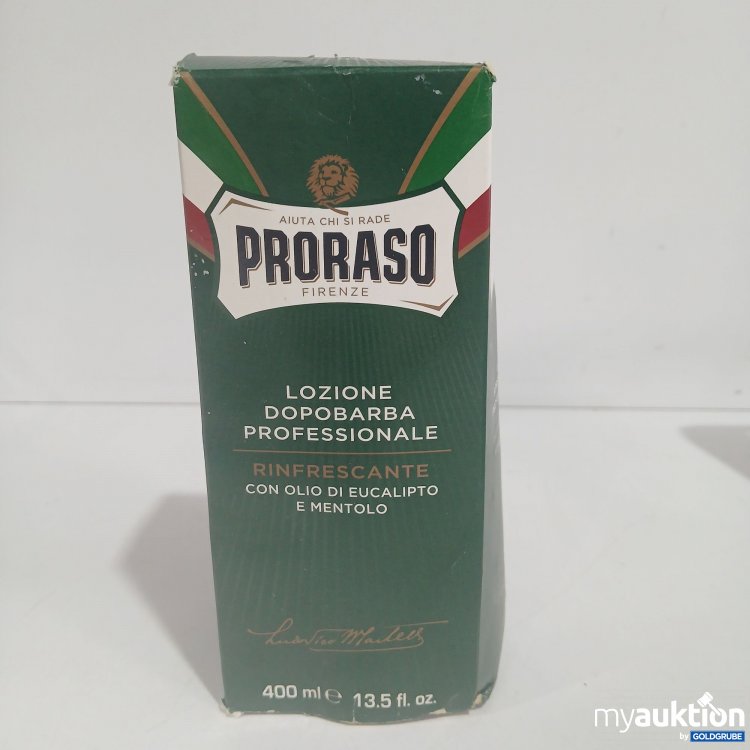 AIUTA CHI SI RADE
PRORASO
FIRENZE
LOZIONE
DOPOBARBA
PROFESSIONALE
RINFRESCANTE
CON OLIO DI EUCALIPTO
E MENTOLO
400 ml ℮ 13.5 fl. oz.
myauktion
by GOLDGRUBE